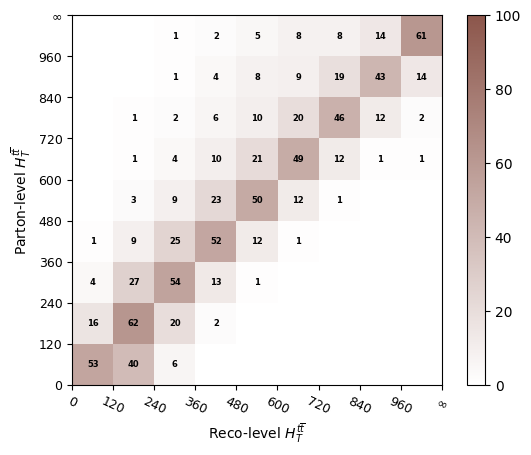 ∞ 1 2 5 8 8 14 61 100
960 1 4 8 9 19 43 14
840 1 2 6 10 20 46 12 2 80
720 1 4 10 21 49 12 1 1
600 3 9 23 50 12 1 60
480 1 9 25 52 12 1
360 4 27 54 13 1 40
240 16 62 20 2 20
120 53 40 6
0 0
0 120 240 360 480 600 720 840 960 ∞
Parton-level $H_T^{t\bar{t}}$
Reco-level $H_T^{t\bar{t}}$